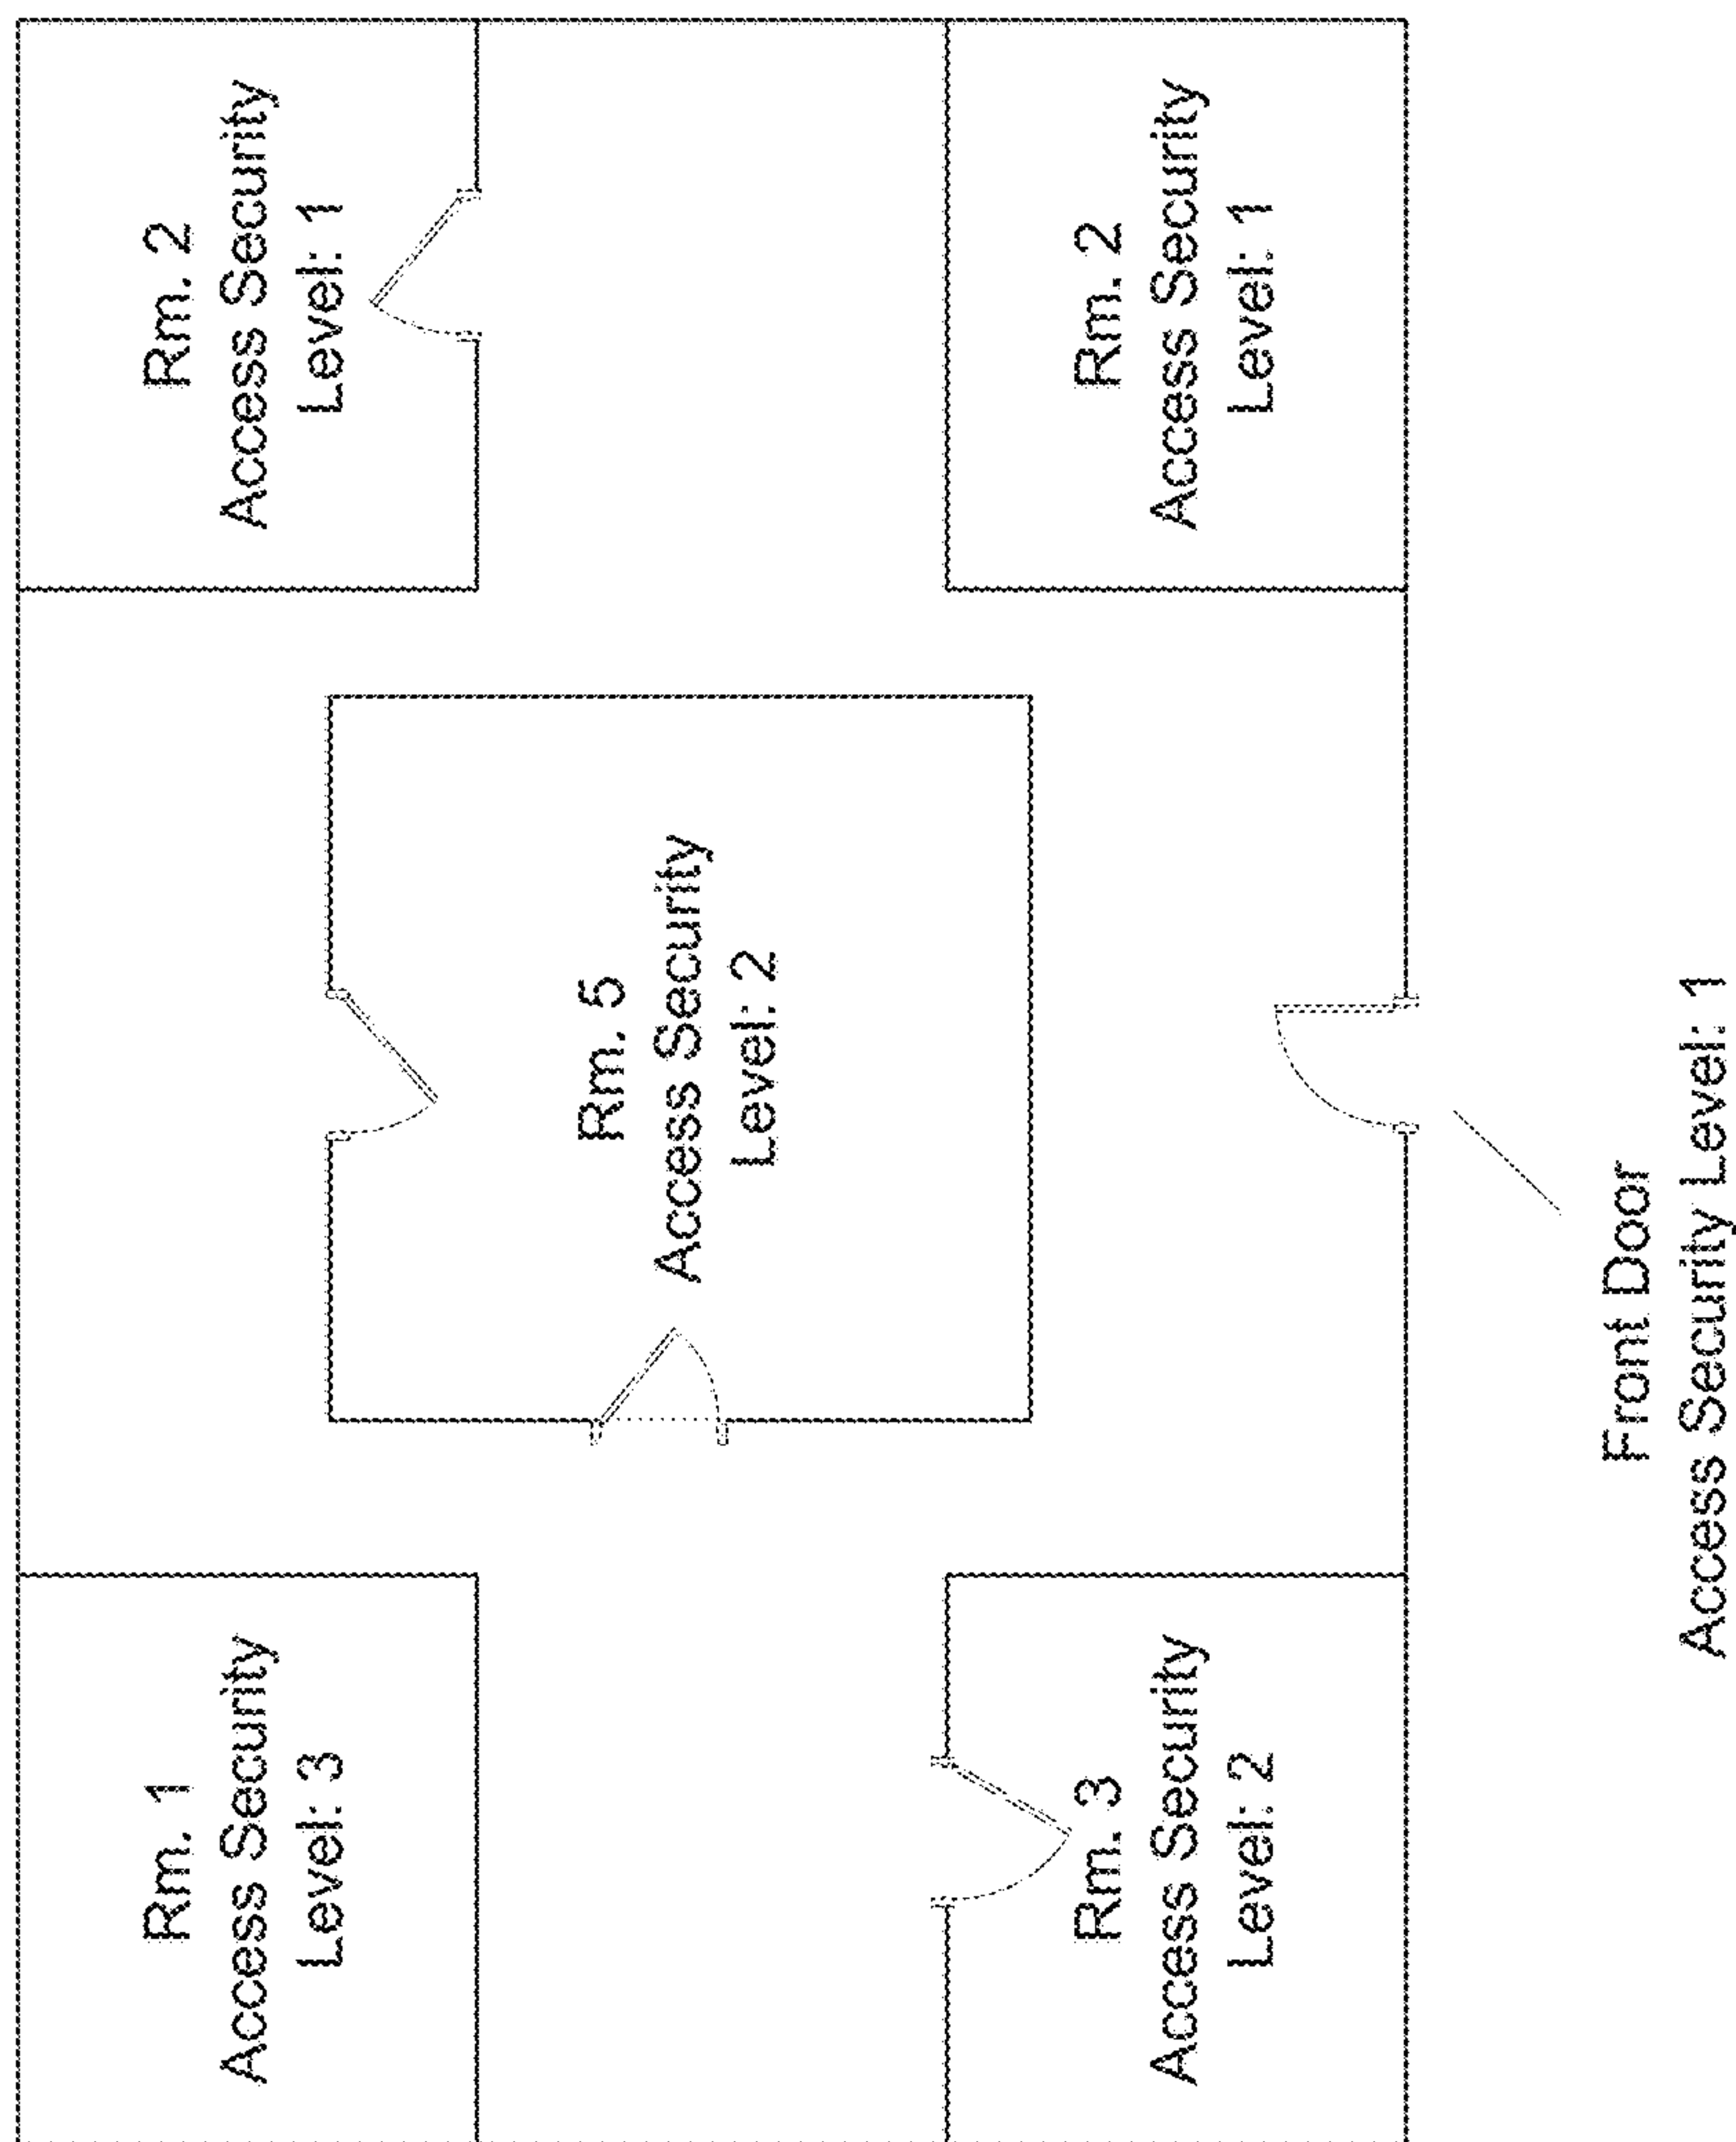 Rm. 1
Access Security
Level: 3
Rm. 2
Access Security
Level: 1
Rm. 5
Access Security
Level: 2
Rm. 3
Access Security
Level: 2
Rm. 2
Access Security
Level: 1
Front Door
Access Security Level: 1